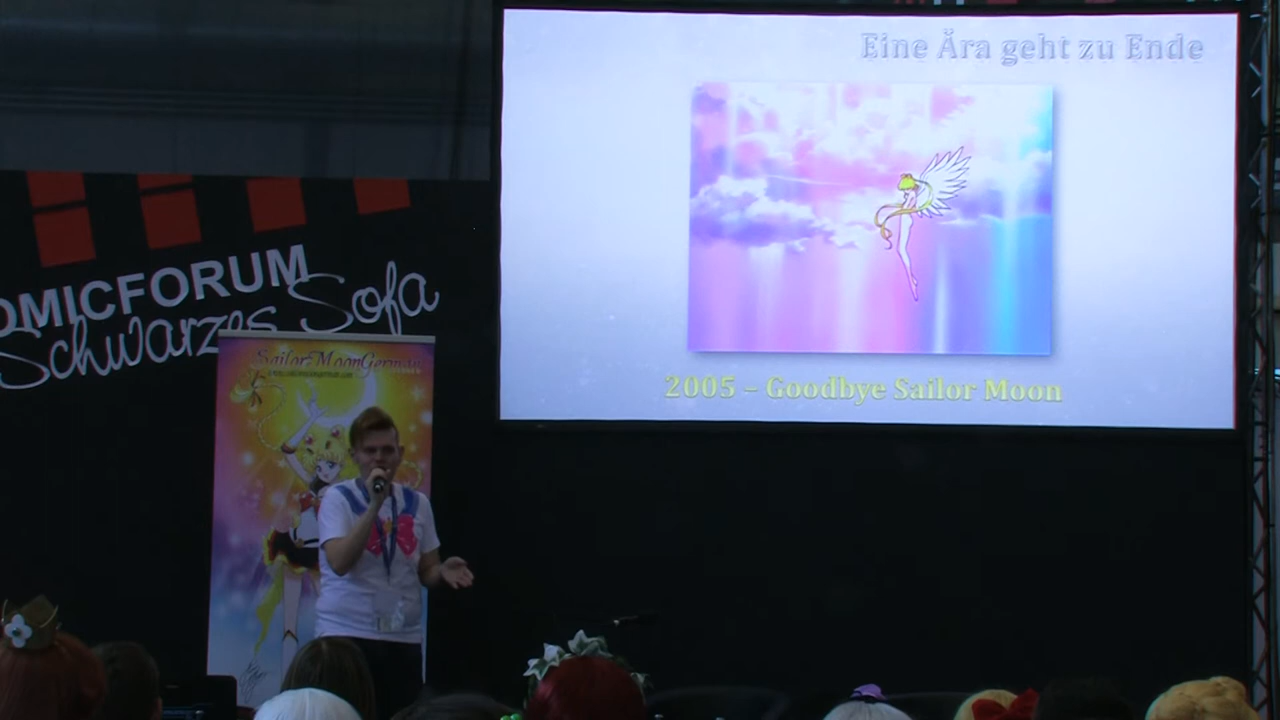 Eine Ära geht zu Ende
2005 – Goodbye Sailor Moon
OMICFORUM
Schwarzes Sofa
SailorMoonGerman